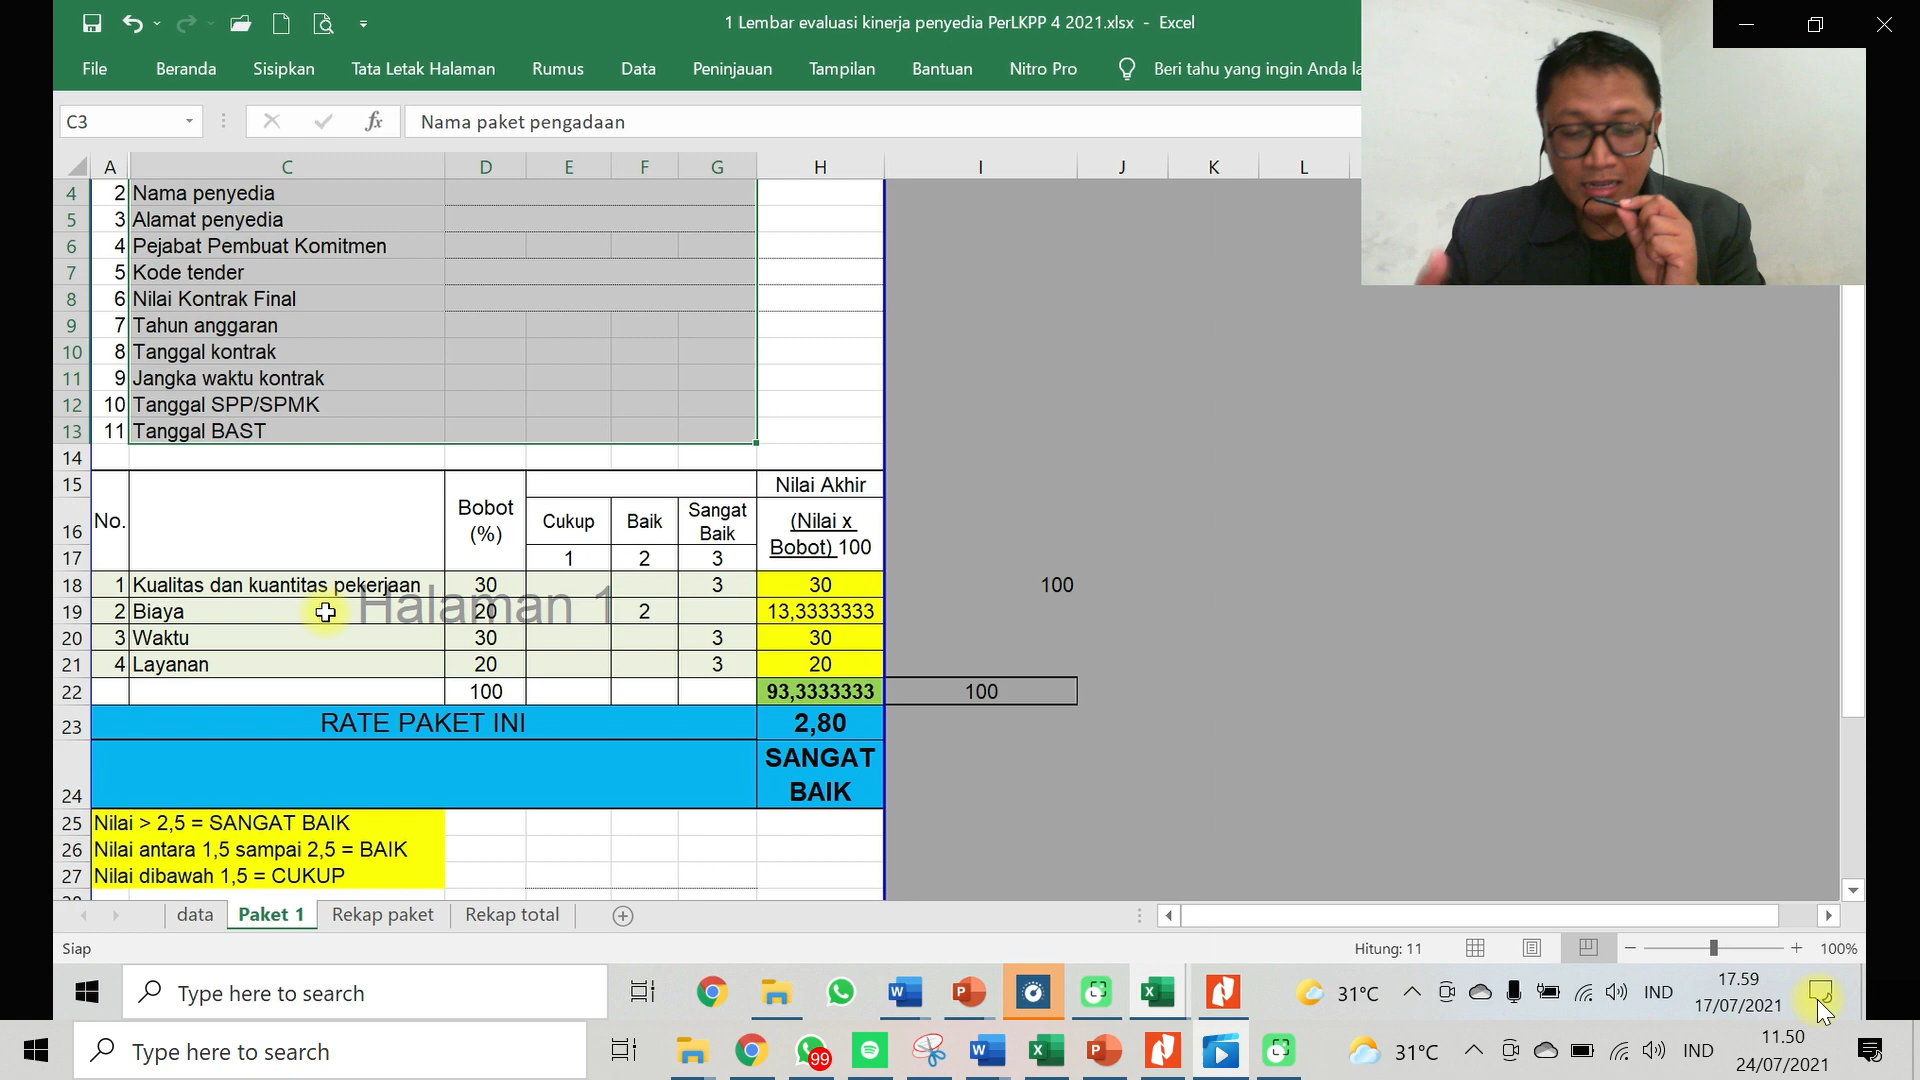 1 Lembar evaluasi kinerja penyedia PerLKPP 4 2021.xlsx - Excel
File Beranda Sisipkan Tata Letak Halaman Rumus Data Peninjauan Tampilan Bantuan Nitro Pro Beri tahu yang ingin Anda la
C3 fx Nama paket pengadaan
A C D E F G H I J K L
4 2 Nama penyedia
5 3 Alamat penyedia
6 4 Pejabat Pembuat Komitmen
7 5 Kode tender
8 6 Nilai Kontrak Final
9 7 Tahun anggaran
10 8 Tanggal kontrak
11 9 Jangka waktu kontrak
12 10 Tanggal SPP/SPMK
13 11 Tanggal BAST
14
15 Nilai Akhir
16 No. Bobot (%) Cukup Baik Sangat Baik (Nilai x Bobot) 100
17 1 2 3
18 1 Kualitas dan kuantitas pekerjaan 30 3 30 100
Halaman 1
19 2 Biaya 20 2 13,3333333
20 3 Waktu 30 3 30
21 4 Layanan 20 3 20
22 100 93,3333333 100
23 RATE PAKET INI 2,80
24 SANGAT BAIK
25 Nilai > 2,5 = SANGAT BAIK
26 Nilai antara 1,5 sampai 2,5 = BAIK
27 Nilai dibawah 1,5 = CUKUP
data Paket 1 Rekap paket Rekap total
Siap Hitung: 11 100%
Type here to search 31°C IND 17.59
17/07/2021
Type here to search 99 31°C IND 11.50
24/07/2021